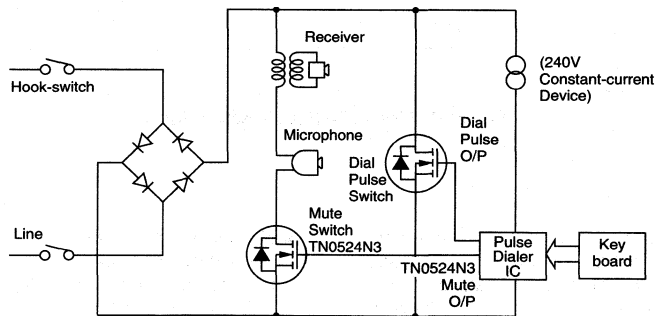 Receiver
(240V
Constant-current
Device)
Hook-switch
Microphone
Dial
Pulse
O/P
Dial
Pulse
Switch
Line
Mute
Switch
TN0524N3
TN0524N3
Mute
O/P
Pulse
Dialer
IC
Key
board